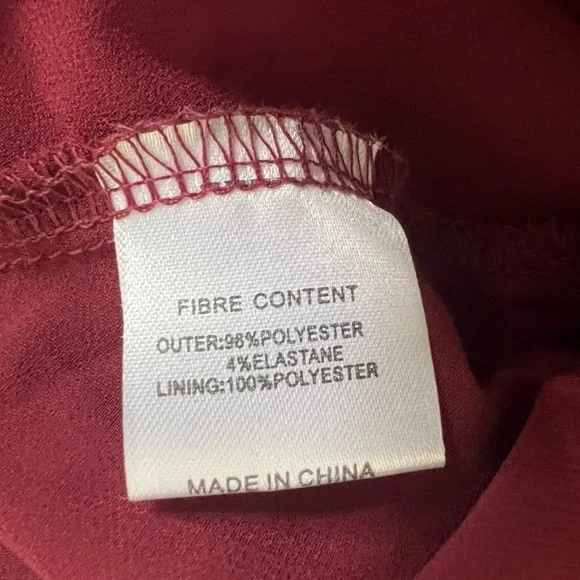 FIBRE CONTENT
OUTER:96%POLYESTER
4%ELASTANE
LINING:100%POLYESTER
MADE IN CHINA